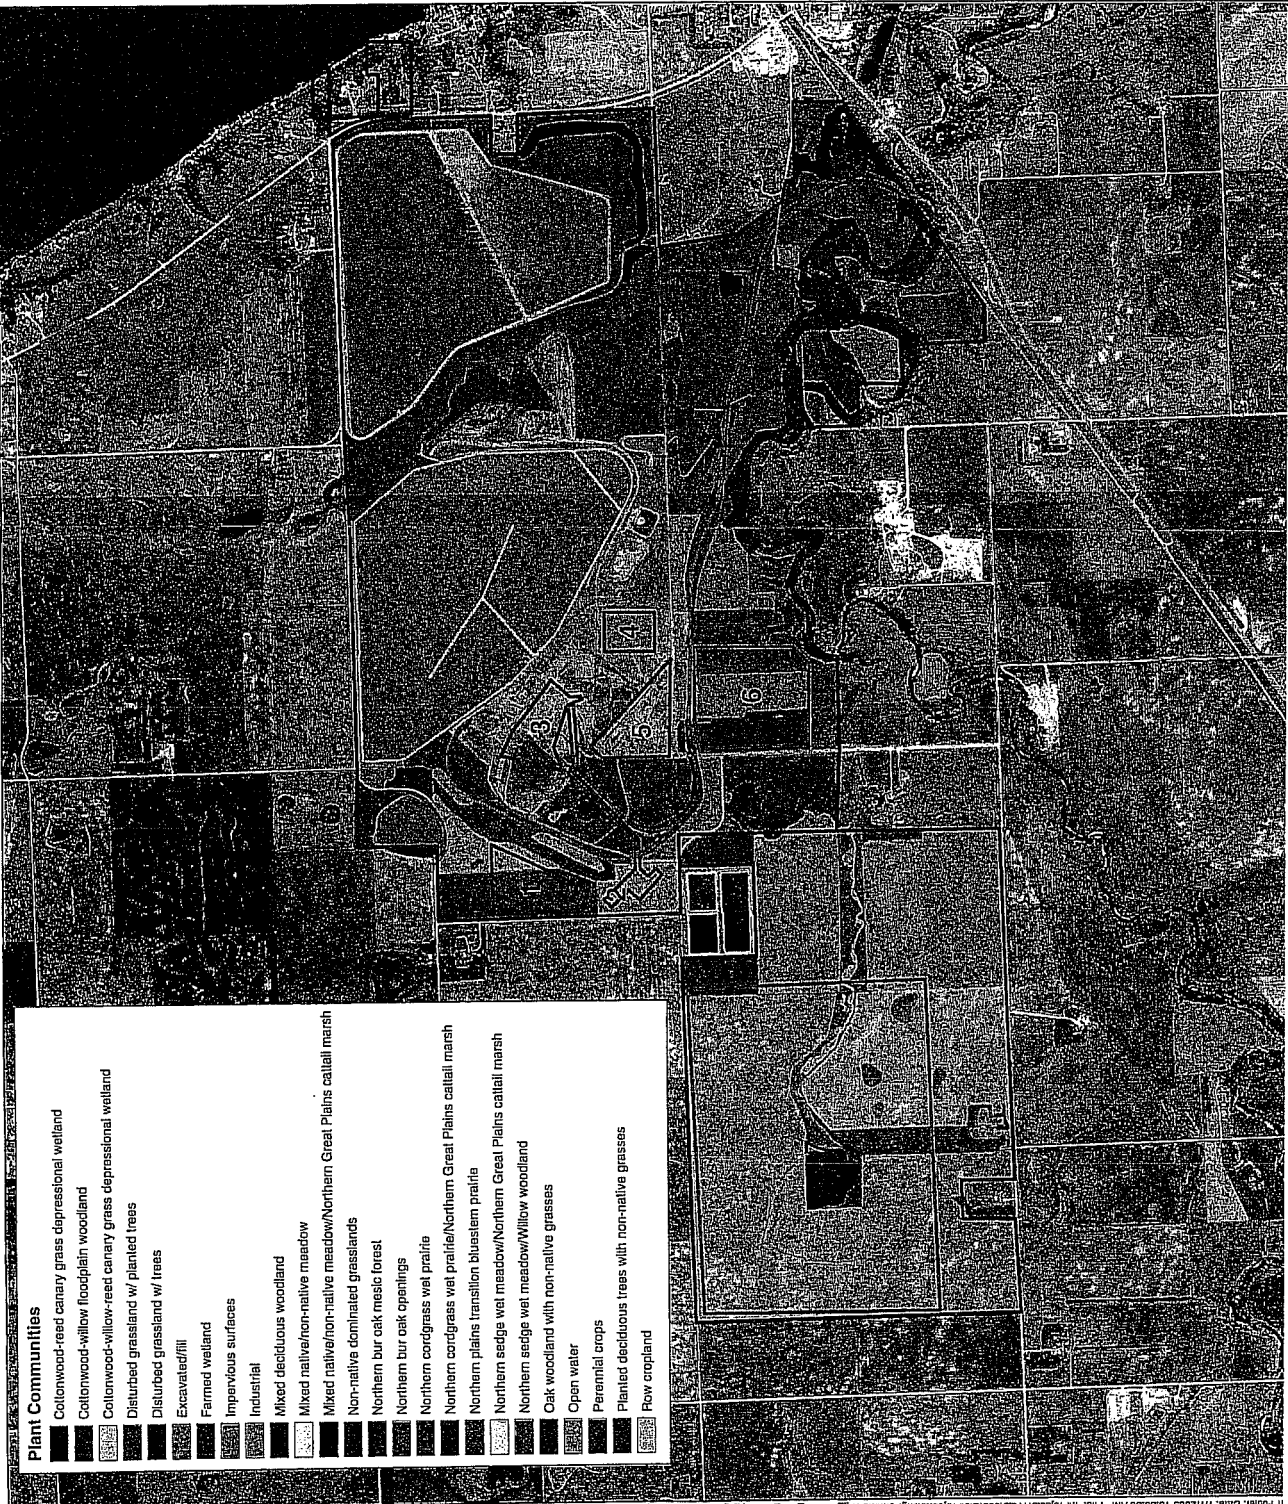 Plant Communities
Cottonwood-reed canary grass depressional wetland
Cottonwood-willow floodplain woodland
Cottonwood-willow-reed canary grass depressional wetland
Disturbed grassland w/ planted trees
Disturbed grassland w/ trees
Excavated/fill
Farmed wetland
Impervious surfaces
Industrial
Mixed deciduous woodland
Mixed native/non-native meadow
Mixed native/non-native meadow/Northern Great Plains cattail marsh
Non-native dominated grasslands
Northern bur oak mesic forest
Northern bur oak openings
Northern cordgrass wet prairie
Northern cordgrass wet prairie/Northern Great Plains cattail marsh
Northern plains transition bluestem prairie
Northern sedge wet meadow/Northern Great Plains cattail marsh
Northern sedge wet meadow/Willow woodland
Oak woodland with non-native grasses
Open water
Perennial crops
Planted deciduous trees with non-native grasses
Row cropland
1
3
4
5
6